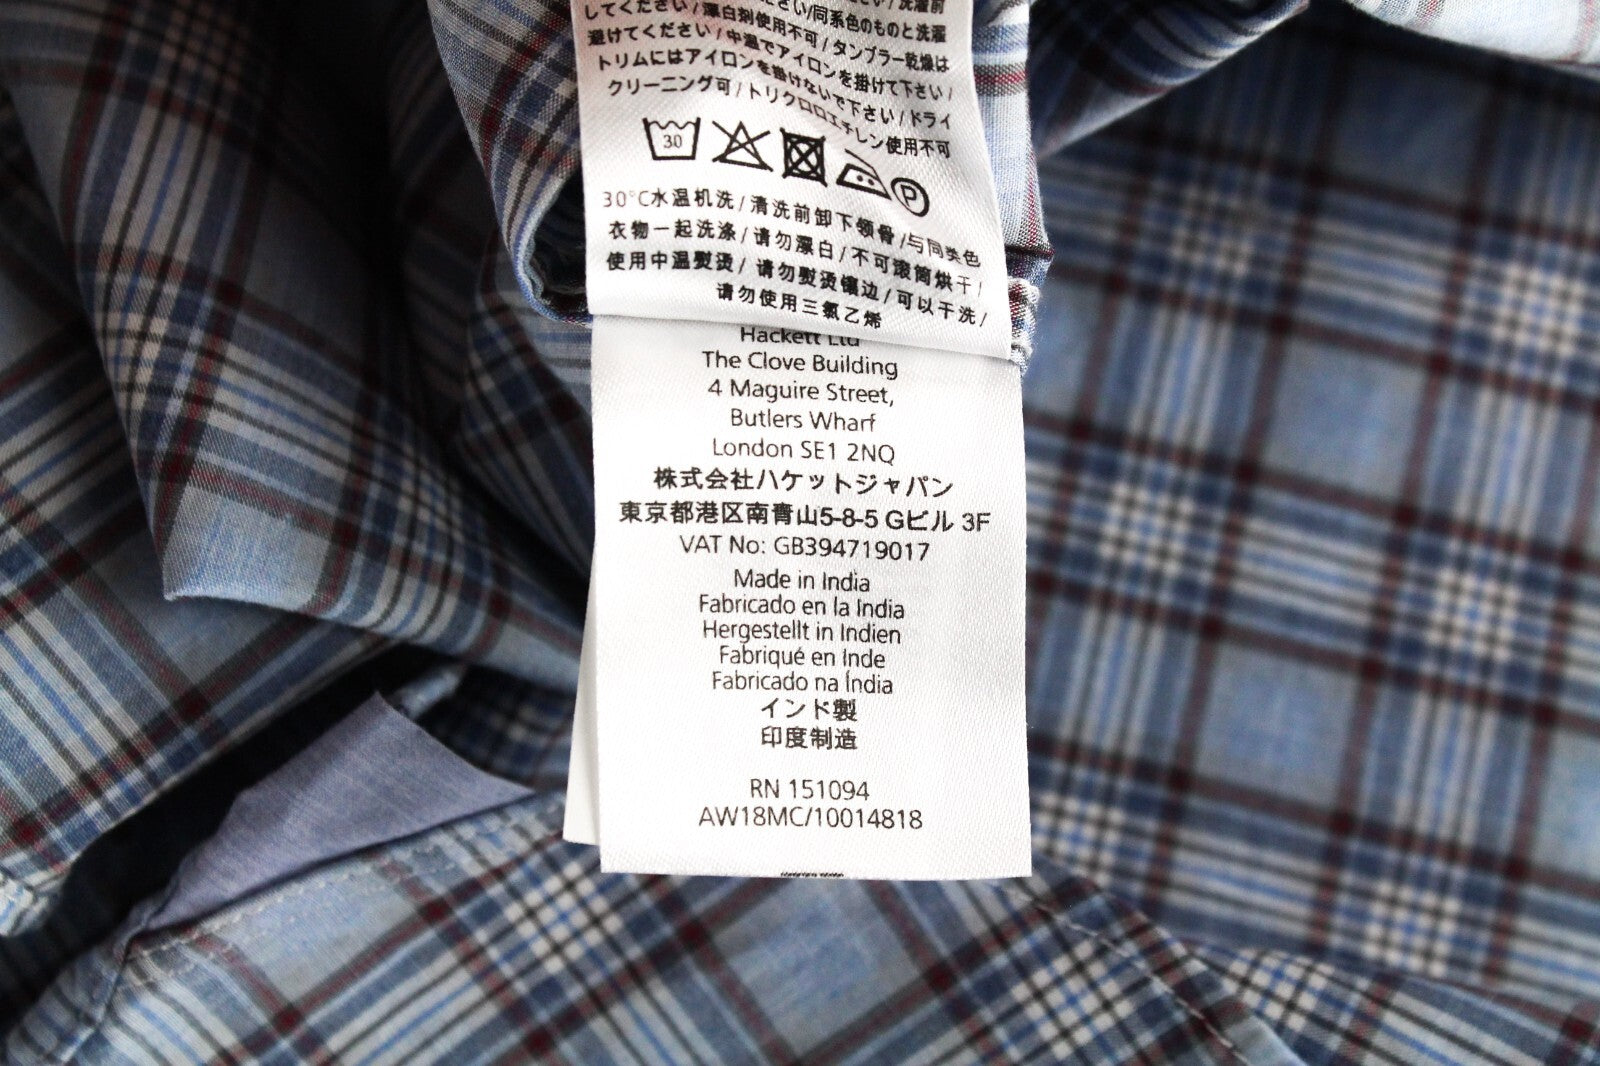 洗濯前
してください/漂白剤使用不可/同系色のものと洗濯
避けてください/中温でアイロンを掛けて下さい/タンブラー乾燥は
トリムにはアイロンを掛けないで下さい/ドライ
クリーニング可/トリクロロエチレン使用不可
30
P
30°C水温机洗/清洗前卸下领骨/与同类色
衣物一起洗涤/请勿漂白/不可滚筒烘干/
使用中温熨烫/请勿熨烫镶边/可以干洗/
请勿使用三氯乙烯
Hackett Ltd
The Clove Building
4 Maguire Street,
Butlers Wharf
London SE1 2NQ
株式会社ハケットジャパン
東京都港区南青山5-8-5 Gビル 3F
VAT No: GB394719017
Made in India
Fabricado en la India
Hergestellt in Indien
Fabriqué en Inde
Fabricado na Índia
インド製
印度制造
RN 151094
AW18MC/10014818